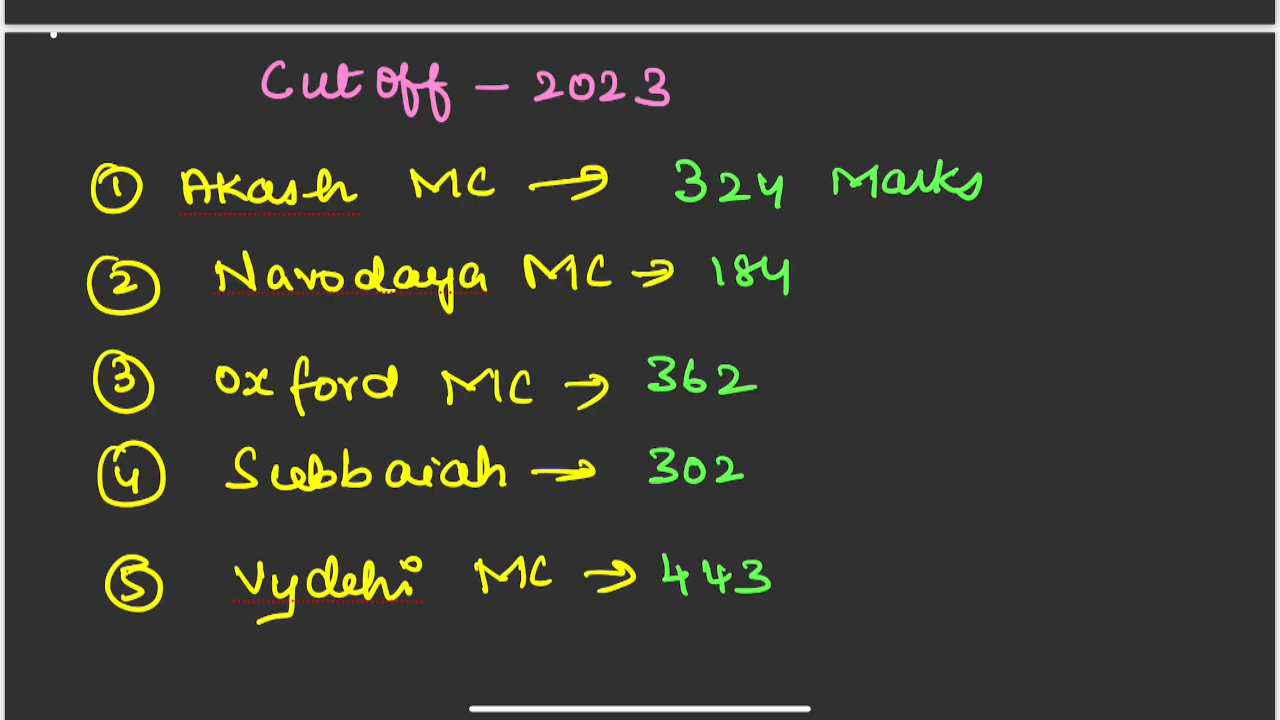 Cut off - 2023
① Akash MC → 324 Marks
② Navodaya MC → 184
③ Oxford MC → 362
④ Subbaiah → 302
⑤ Vydehi MC → 443